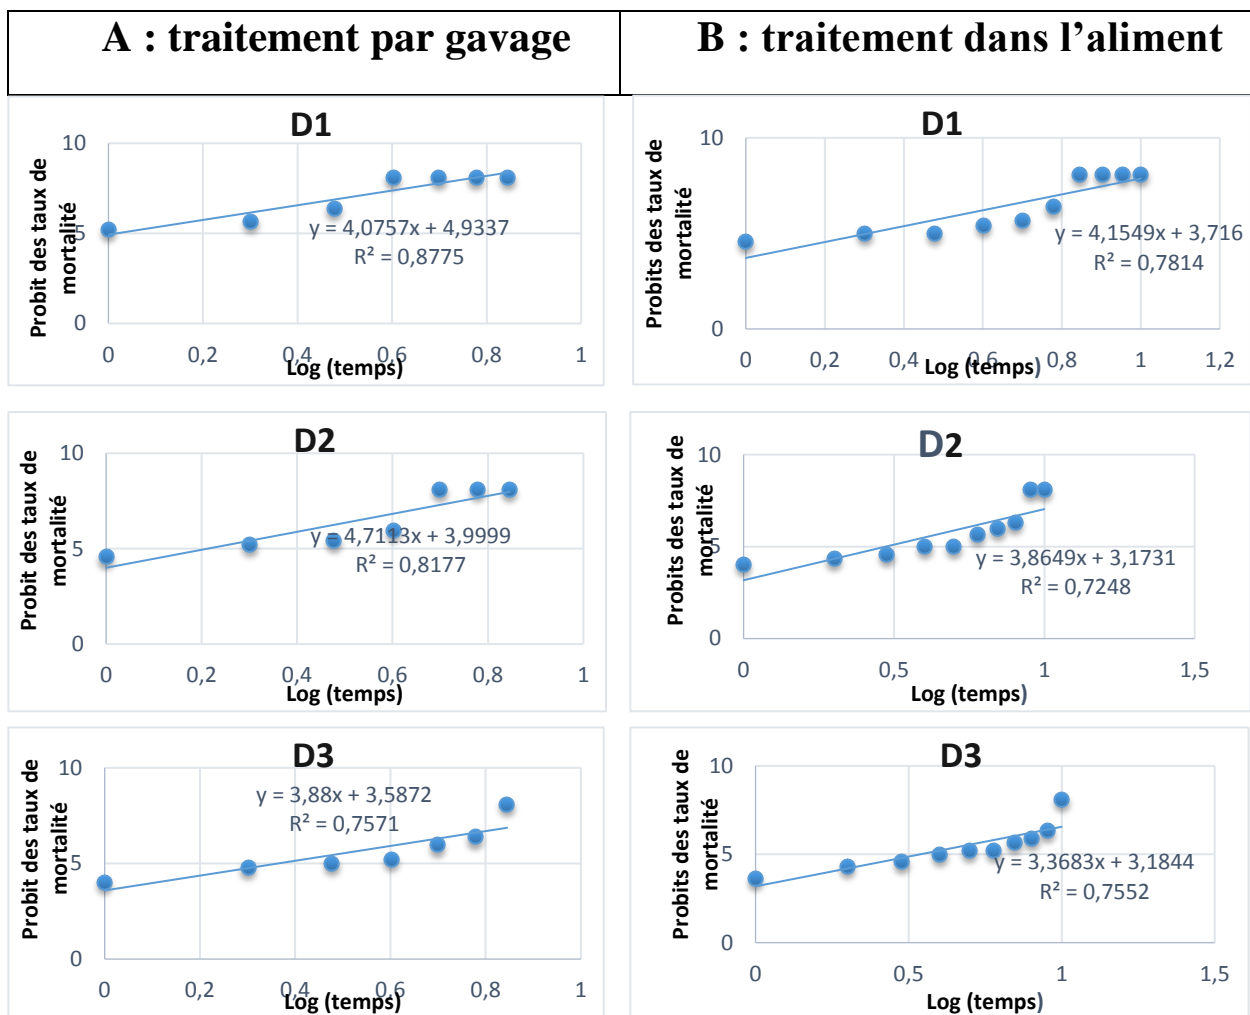 A : traitement par gavage
B : traitement dans l’aliment
D1
Probit des taux de
mortalité
10
5
0
y = 4,0757x + 4,9337
R² = 0,8775
0 0,2 0,4 0,6 0,8 1
Log (temps)
D1
Probits des taux de
mortalité
10
5
0
y = 4,1549x + 3,716
R² = 0,7814
0 0,2 0,4 0,6 0,8 1 1,2
Log (temps)
D2
Probit des taux de
mortalité
10
5
0
y = 4,7113x + 3,9999
R² = 0,8177
0 0,2 0,4 0,6 0,8 1
Log (temps)
D2
Probits des taux de
mortalité
10
5
0
y = 3,8649x + 3,1731
R² = 0,7248
0 0,5 1 1,5
Log (temps)
D3
Probit des taux de
mortalité
10
5
0
y = 3,88x + 3,5872
R² = 0,7571
0 0,2 0,4 0,6 0,8 1
Log (temps)
D3
Probits des taux de
mortalité
10
5
0
y = 3,3683x + 3,1844
R² = 0,7552
0 0,5 1 1,5
Log (temps)